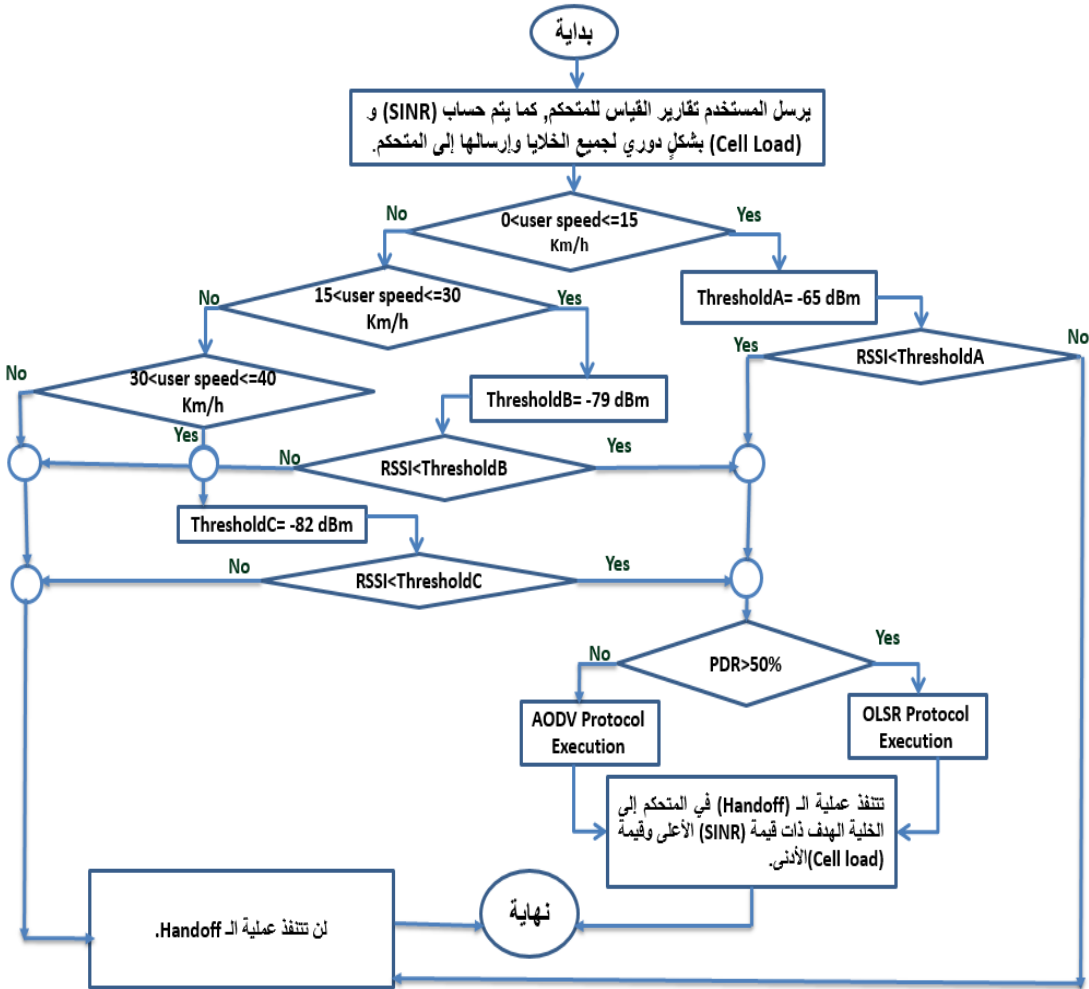 بداية
يرسل المستخدم تقارير القياس للمتحكم, كما يتم حساب (SINR) و
(Cell Load) بشكلٍ دوري لجميع الخلايا وإرسالها إلى المتحكم.
No
0<user speed<=15
Km/h
Yes
No
15<user speed<=30
Km/h
Yes
ThresholdA= -65 dBm
No
30<user speed<=40
Km/h
Yes
Yes
RSSI<ThresholdA
No
ThresholdB= -79 dBm
No
RSSI<ThresholdB
Yes
ThresholdC= -82 dBm
No
RSSI<ThresholdC
Yes
No
PDR>50%
Yes
AODV Protocol
Execution
OLSR Protocol
Execution
تتنفذ عملية الـ (Handoff) في المتحكم إلى
الخلية الهدف ذات قيمة (SINR) الأعلى وقيمة
(Cell load)الأدنى.
لن تتنفذ عملية الـ Handoff.
نهاية